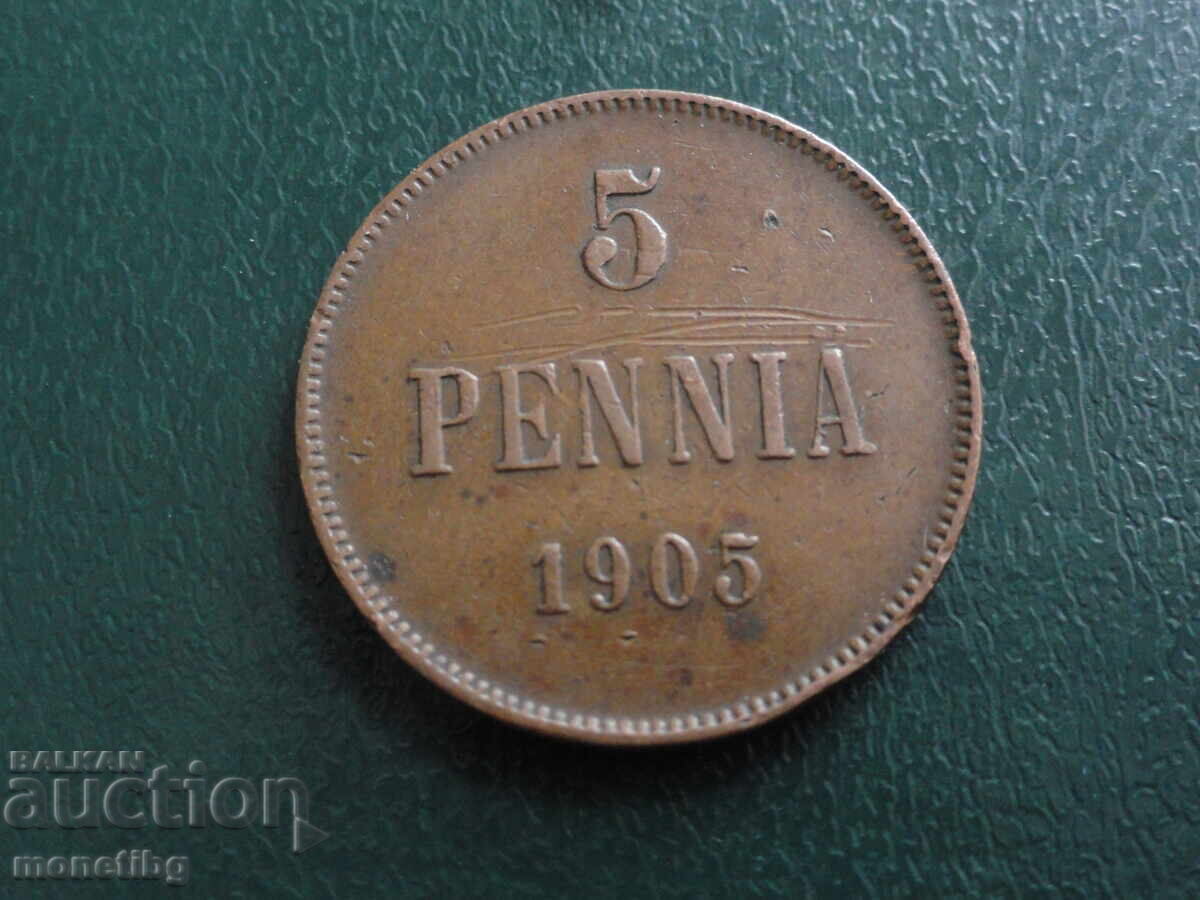 5
PENNIA
1905
BALKAN
auction
monetibg